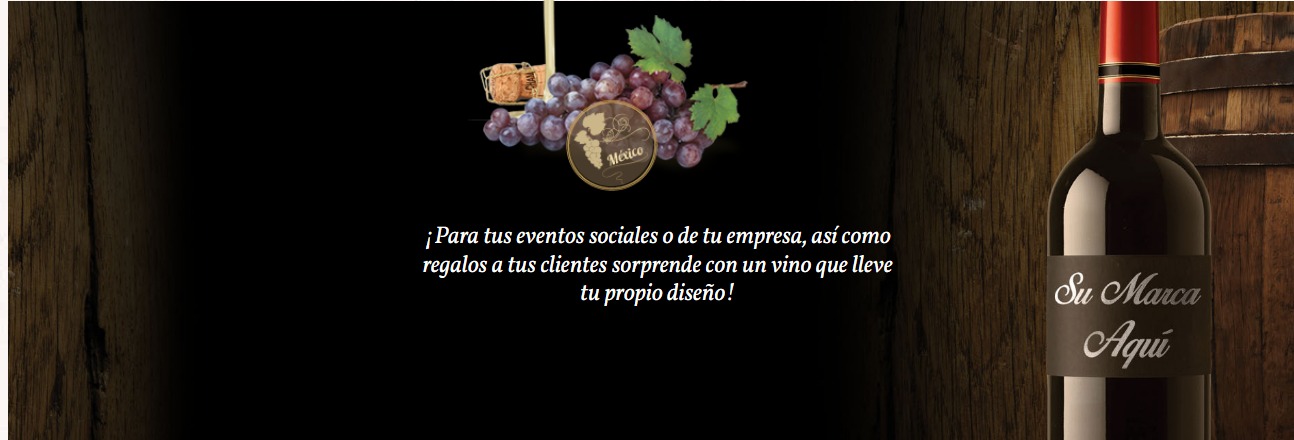 México
¡Para tus eventos sociales o de tu empresa, así como
regalos a tus clientes sorprende con un vino que lleve
tu propio diseño!
Su Marca
Aquí